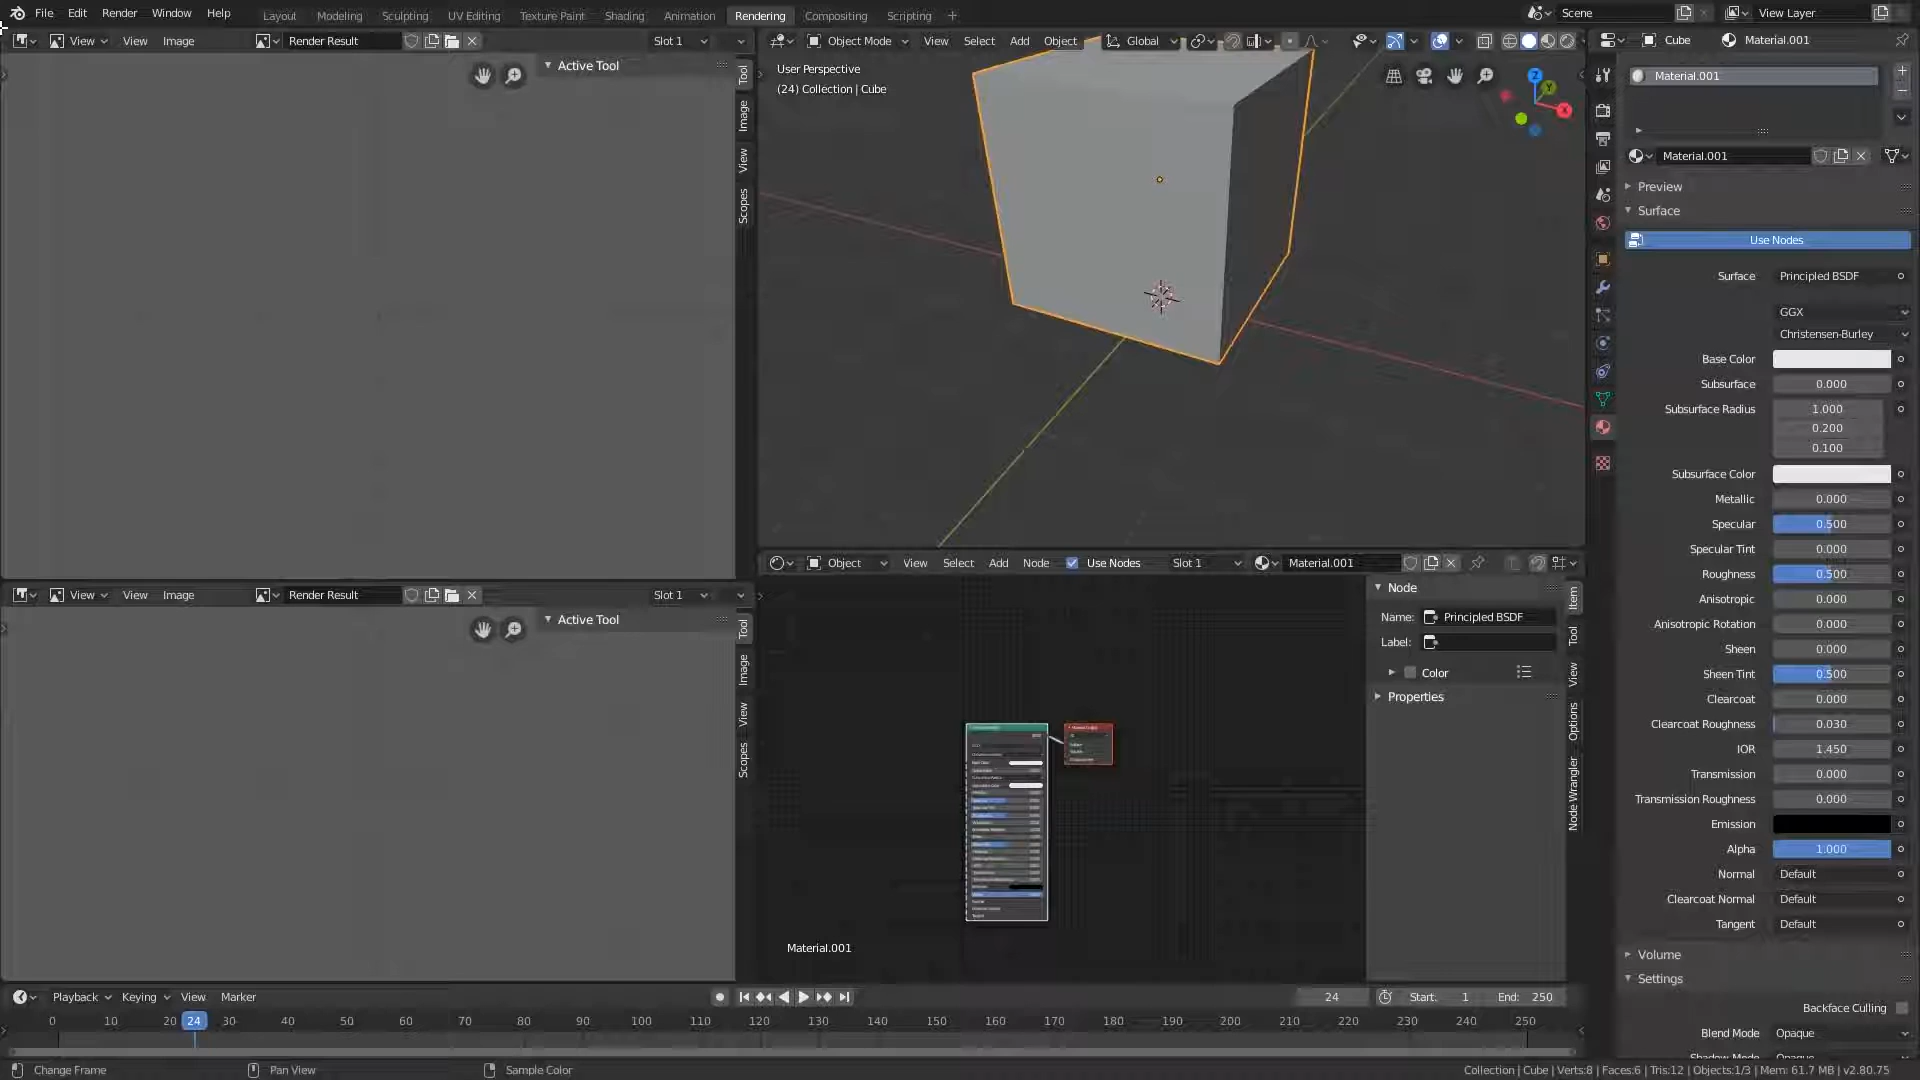 File Edit Render Window Help
Layout Modeling Sculpting UV Editing Texture Paint Shading Animation Rendering Compositing Scripting +
Scene
View Layer
View View Image Render Result Slot 1
Active Tool
Tool
Image
View
Scopes
Object Mode View Select Add Object Global
User Perspective
(24) Collection | Cube
Z
Y
X
View View Image Render Result Slot 1
Active Tool
Tool
Image
View
Scopes
Object View Select Add Node Use Nodes Slot 1 Material.001
Node
Name: Principled BSDF
Label:
Color
Properties
Item
Tool
View
Options
Node Wrangler
Material.001
Cube Material.001
Material.001
Material.001
Preview
Surface
Use Nodes
Surface Principled BSDF
GGX
Christensen-Burley
Base Color
Subsurface 0.000
Subsurface Radius 1.000
0.200
0.100
Subsurface Color
Metallic 0.000
Specular 0.500
Specular Tint 0.000
Roughness 0.500
Anisotropic 0.000
Anisotropic Rotation 0.000
Sheen 0.000
Sheen Tint 0.500
Clearcoat 0.000
Clearcoat Roughness 0.030
IOR 1.450
Transmission 0.000
Transmission Roughness 0.000
Emission
Alpha 1.000
Normal Default
Clearcoat Normal Default
Tangent Default
Volume
Settings
Backface Culling
Blend Mode Opaque
Shadow Mode Opaque
Playback Keying View Marker
24 Start: 1 End: 250
0 10 20 24 30 40 50 60 70 80 90 100 110 120 130 140 150 160 170 180 190 200 210 220 230 240 250
Change Frame Pan View Sample Color
Collection | Cube | Verts:8 | Faces:6 | Tris:12 | Objects:1/3 | Mem: 61.7 MB | v2.80.75